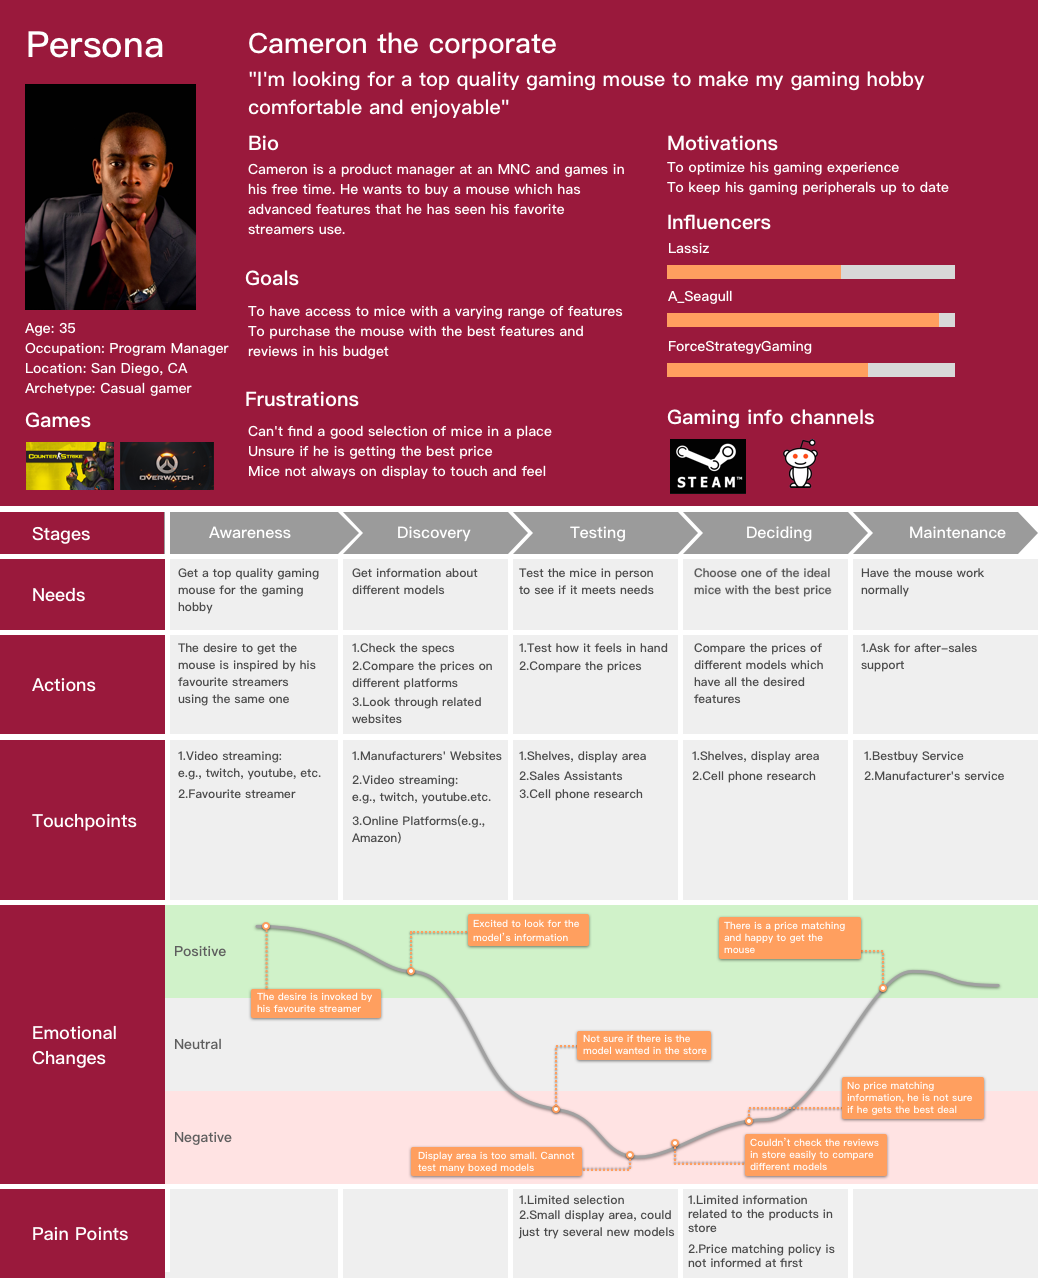 Persona
Cameron the corporate
"I'm looking for a top quality gaming mouse to make my gaming hobby
comfortable and enjoyable"
Bio
Cameron is a product manager at an MNC and games in
his free time. He wants to buy a mouse which has
advanced features that he has seen his favorite
streamers use.
Goals
To have access to mice with a varying range of features
To purchase the mouse with the best features and
reviews in his budget
Frustrations
Can't find a good selection of mice in a place
Unsure if he is getting the best price
Mice not always on display to touch and feel
Motivations
To optimize his gaming experience
To keep his gaming peripherals up to date
Influencers
Lassiz
A_Seagull
ForceStrategyGaming
Gaming info channels
STEAM™
Age: 35
Occupation: Program Manager
Location: San Diego, CA
Archetype: Casual gamer
Games
COUNTER STRIKE
OVERWATCH
Stages
Awareness
Discovery
Testing
Deciding
Maintenance
Needs
Get a top quality gaming
mouse for the gaming
hobby
Get information about
different models
Test the mice in person
to see if it meets needs
Choose one of the ideal
mice with the best price
Have the mouse work
normally
Actions
The desire to get the
mouse is inspired by his
favourite streamers
using the same one
1.Check the specs
2.Compare the prices on
different platforms
3.Look through related
websites
1.Test how it feels in hand
2.Compare the prices
Compare the prices of
different models which
have all the desired
features
1.Ask for after-sales
support
Touchpoints
1.Video streaming:
e.g., twitch, youtube, etc.
2.Favourite streamer
1.Manufacturers' Websites
2.Video streaming:
e.g., twitch, youtube.etc.
3.Online Platforms(e.g.,
Amazon)
1.Shelves, display area
2.Sales Assistants
3.Cell phone research
1.Shelves, display area
2.Cell phone research
1.Bestbuy Service
2.Manufacturer's service
Emotional
Changes
Positive
Neutral
Negative
The desire is invoked by
his favourite streamer
Excited to look for the
model's information
Not sure if there is the
model wanted in the store
Display area is too small. Cannot
test many boxed models
Couldn't check the reviews
in store easily to compare
different models
No price matching
information, he is not sure
if he gets the best deal
There is a price matching
and happy to get the
mouse
Pain Points
1.Limited selection
2.Small display area, could
just try several new models
1.Limited information
related to the products in
store
2.Price matching policy is
not informed at first